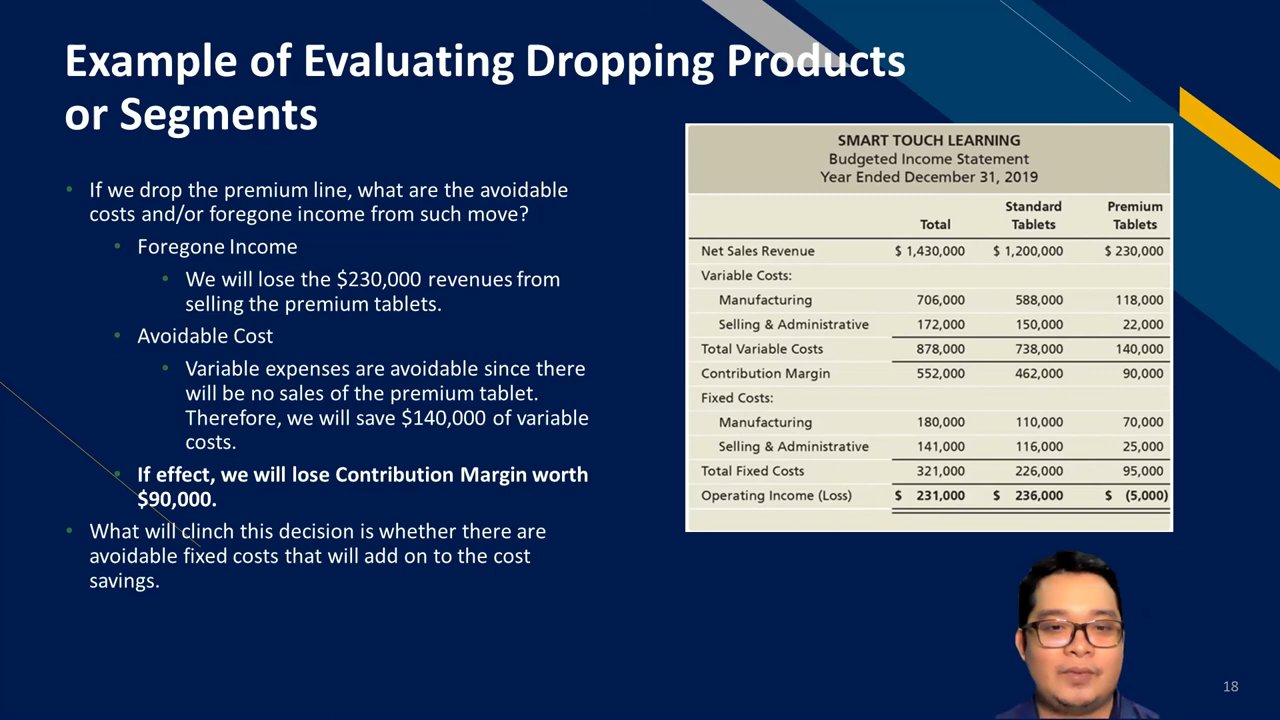 Example of Evaluating Dropping Products
or Segments
• If we drop the premium line, what are the avoidable
costs and/or foregone income from such move?
• Foregone Income
• We will lose the $230,000 revenues from
selling the premium tablets.
• Avoidable Cost
• Variable expenses are avoidable since there
will be no sales of the premium tablet.
Therefore, we will save $140,000 of variable
costs.
• If effect, we will lose Contribution Margin worth
$90,000.
• What will clinch this decision is whether there are
avoidable fixed costs that will add on to the cost
savings.
SMART TOUCH LEARNING
Budgeted Income Statement
Year Ended December 31, 2019
Standard Premium
Total Tablets Tablets
Net Sales Revenue $ 1,430,000 $ 1,200,000 $ 230,000
Variable Costs:
Manufacturing 706,000 588,000 118,000
Selling & Administrative 172,000 150,000 22,000
Total Variable Costs 878,000 738,000 140,000
Contribution Margin 552,000 462,000 90,000
Fixed Costs:
Manufacturing 180,000 110,000 70,000
Selling & Administrative 141,000 116,000 25,000
Total Fixed Costs 321,000 226,000 95,000
Operating Income (Loss) $ 231,000 $ 236,000 $ (5,000)
18